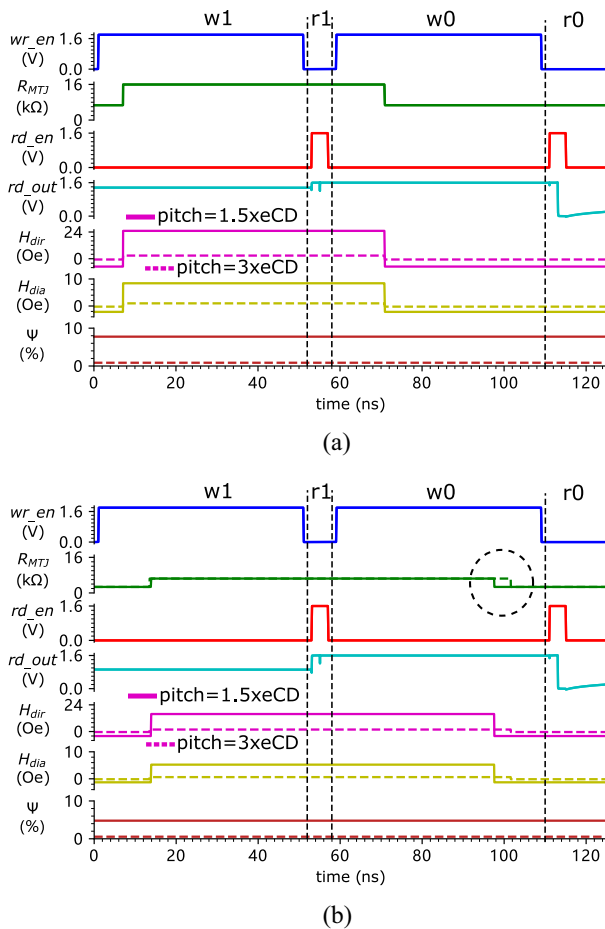 w1 r1 w0 r0
wr_en (V) 1.6 0.0
R_MTJ (kΩ) 16 0
rd_en (V) 1.6 0.0
rd_out (V) 1.6 0.0
pitch=1.5xeCD
H_dir (Oe) 24 0
pitch=3xeCD
H_dia (Oe) 10 0
Ψ (%) 10 0
0 20 40 60 80 100 120
time (ns)
(a)
w1 r1 w0 r0
wr_en (V) 1.6 0.0
R_MTJ (kΩ) 16 0
rd_en (V) 1.6 0.0
rd_out (V) 1.6 0.0
pitch=1.5xeCD
H_dir (Oe) 24 0
pitch=3xeCD
H_dia (Oe) 10 0
Ψ (%) 10 0
0 20 40 60 80 100 120
time (ns)
(b)